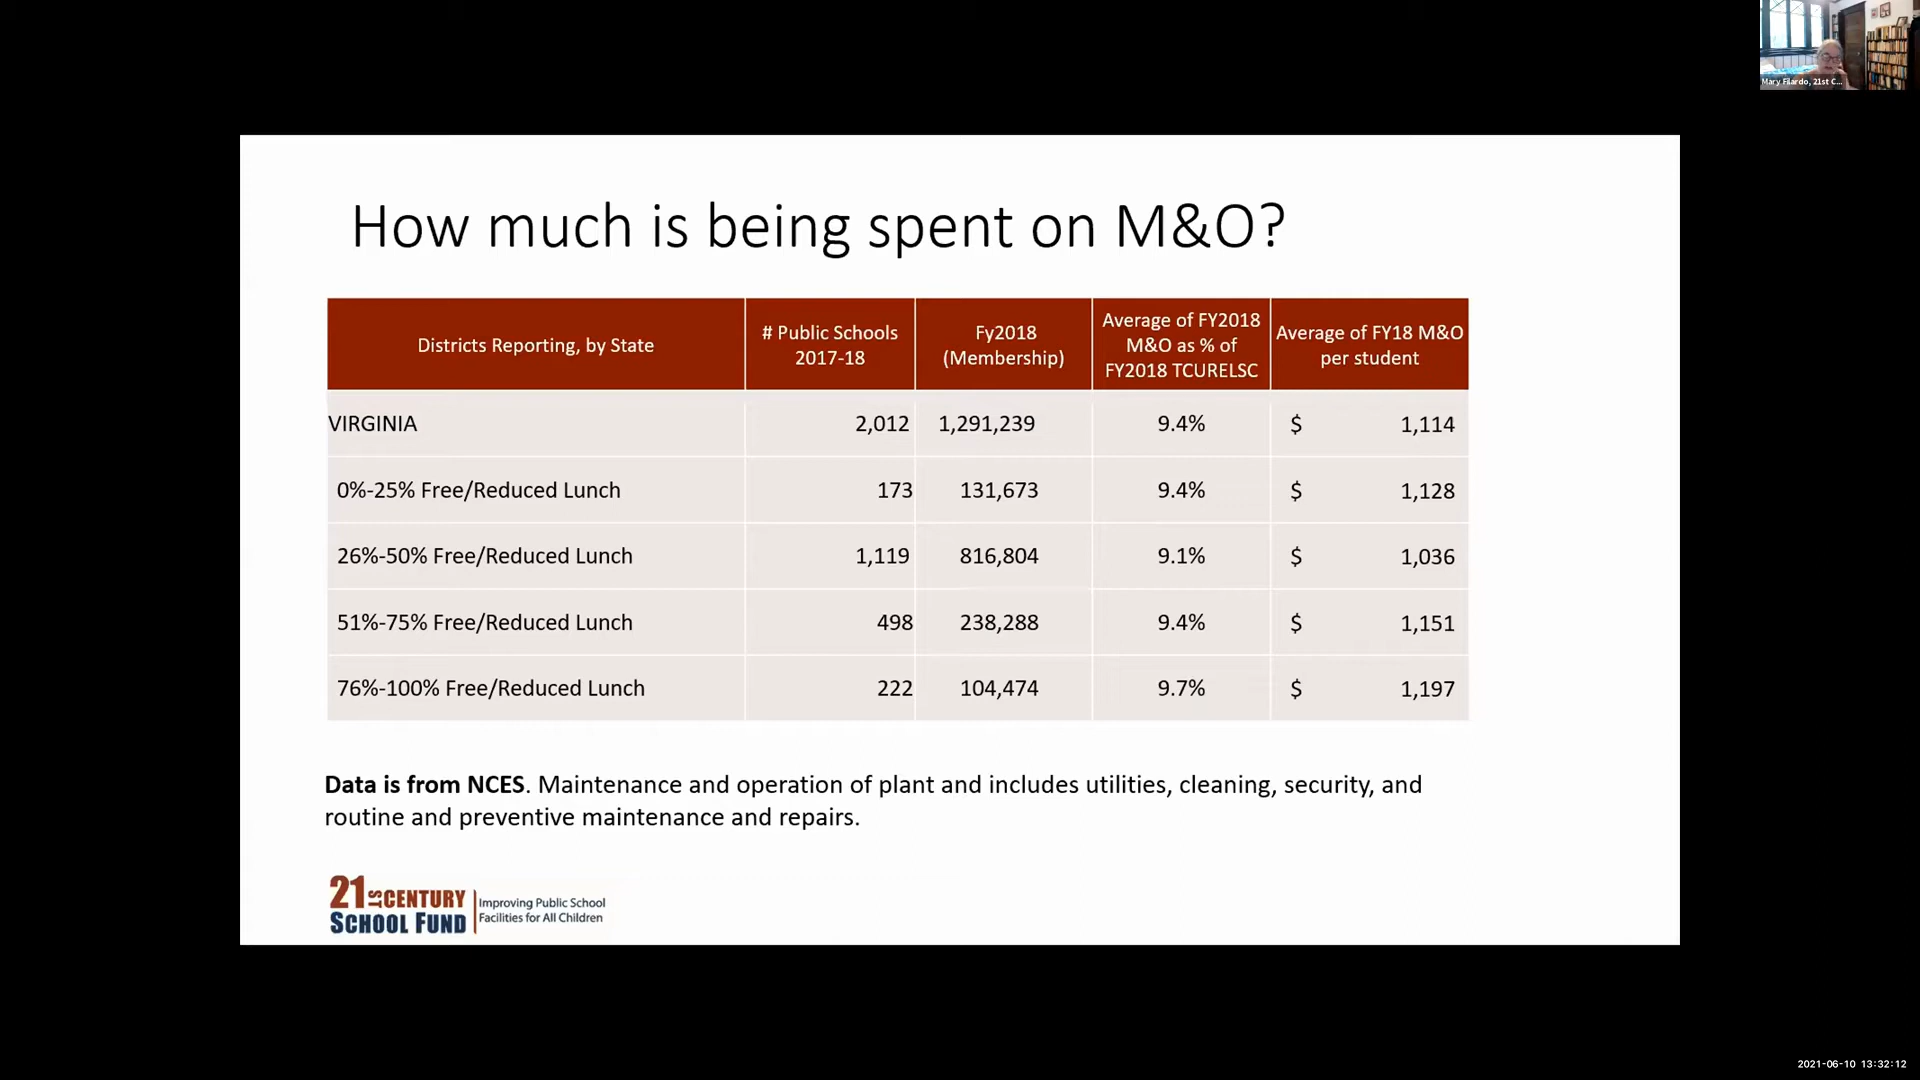 Mary Filardo, 21st C...
How much is being spent on M&O?
Districts Reporting, by State
# Public Schools
2017-18
Fy2018
(Membership)
Average of FY2018
M&O as % of
FY2018 TCURELSC
Average of FY18 M&O
per student
VIRGINIA 2,012 1,291,239 9.4% $ 1,114
0%-25% Free/Reduced Lunch 173 131,673 9.4% $ 1,128
26%-50% Free/Reduced Lunch 1,119 816,804 9.1% $ 1,036
51%-75% Free/Reduced Lunch 498 238,288 9.4% $ 1,151
76%-100% Free/Reduced Lunch 222 104,474 9.7% $ 1,197
Data is from NCES. Maintenance and operation of plant and includes utilities, cleaning, security, and
routine and preventive maintenance and repairs.
21ST CENTURY
SCHOOL FUND
Improving Public School
Facilities for All Children
2021-06-10 13:32:12